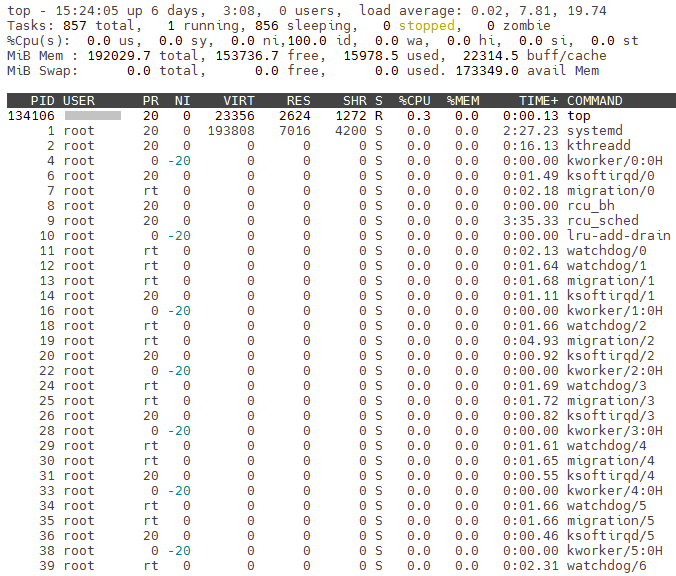 top - 15:24:05 up 6 days,  3:08,  0 users,  load average: 0.02, 7.81, 19.74
Tasks: 857 total,   1 running, 856 sleeping,   0 stopped,   0 zombie
%Cpu(s):  0.0 us,  0.0 sy,  0.0 ni,100.0 id,  0.0 wa,  0.0 hi,  0.0 si,  0.0 st
MiB Mem : 192029.7 total, 153736.7 free,  15978.5 used,  22314.5 buff/cache
MiB Swap:      0.0 total,      0.0 free,      0.0 used. 173349.0 avail Mem
PID USER      PR  NI    VIRT    RES    SHR S  %CPU  %MEM     TIME+ COMMAND
134106           20   0   23356   2624   1272 R   0.3   0.0   0:00.13 top
1 root      20   0  193808   7016   4200 S   0.0   0.0   2:27.23 systemd
2 root      20   0       0      0      0 S   0.0   0.0   0:16.13 kthreadd
4 root       0 -20       0      0      0 S   0.0   0.0   0:00.00 kworker/0:0H
6 root      20   0       0      0      0 S   0.0   0.0   0:01.49 ksoftirqd/0
7 root      rt   0       0      0      0 S   0.0   0.0   0:02.18 migration/0
8 root      20   0       0      0      0 S   0.0   0.0   0:00.00 rcu_bh
9 root      20   0       0      0      0 S   0.0   0.0   3:35.33 rcu_sched
10 root       0 -20       0      0      0 S   0.0   0.0   0:00.00 lru-add-drain
11 root      rt   0       0      0      0 S   0.0   0.0   0:02.13 watchdog/0
12 root      rt   0       0      0      0 S   0.0   0.0   0:01.64 watchdog/1
13 root      rt   0       0      0      0 S   0.0   0.0   0:01.68 migration/1
14 root      20   0       0      0      0 S   0.0   0.0   0:01.11 ksoftirqd/1
16 root       0 -20       0      0      0 S   0.0   0.0   0:00.00 kworker/1:0H
18 root      rt   0       0      0      0 S   0.0   0.0   0:01.66 watchdog/2
19 root      rt   0       0      0      0 S   0.0   0.0   0:04.93 migration/2
20 root      20   0       0      0      0 S   0.0   0.0   0:00.92 ksoftirqd/2
22 root       0 -20       0      0      0 S   0.0   0.0   0:00.00 kworker/2:0H
24 root      rt   0       0      0      0 S   0.0   0.0   0:01.69 watchdog/3
25 root      rt   0       0      0      0 S   0.0   0.0   0:01.72 migration/3
26 root      20   0       0      0      0 S   0.0   0.0   0:00.82 ksoftirqd/3
28 root       0 -20       0      0      0 S   0.0   0.0   0:00.00 kworker/3:0H
29 root      rt   0       0      0      0 S   0.0   0.0   0:01.61 watchdog/4
30 root      rt   0       0      0      0 S   0.0   0.0   0:01.65 migration/4
31 root      20   0       0      0      0 S   0.0   0.0   0:00.55 ksoftirqd/4
33 root       0 -20       0      0      0 S   0.0   0.0   0:00.00 kworker/4:0H
34 root      rt   0       0      0      0 S   0.0   0.0   0:01.66 watchdog/5
35 root      rt   0       0      0      0 S   0.0   0.0   0:01.66 migration/5
36 root      20   0       0      0      0 S   0.0   0.0   0:00.46 ksoftirqd/5
38 root       0 -20       0      0      0 S   0.0   0.0   0:00.00 kworker/5:0H
39 root      rt   0       0      0      0 S   0.0   0.0   0:02.31 watchdog/6